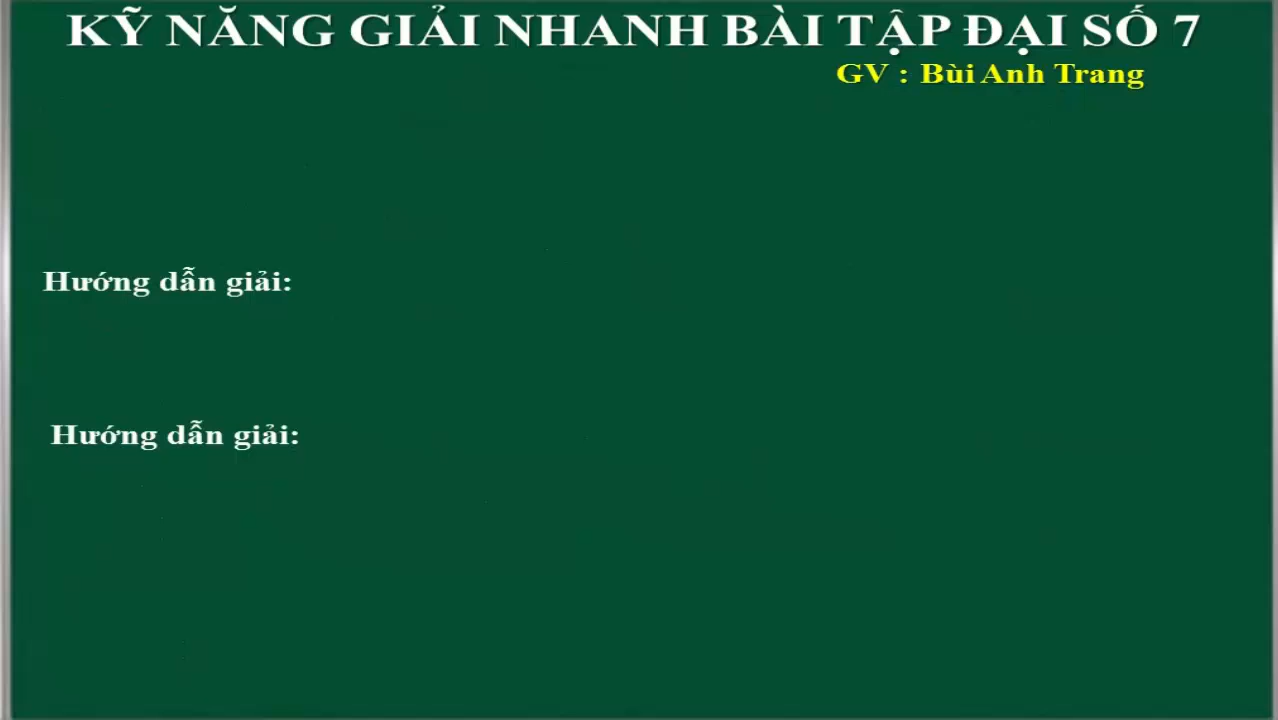 KỸ NĂNG GIẢI NHANH BÀI TẬP ĐẠI SỐ 7
GV : Bùi Anh Trang
Hướng dẫn giải:
Hướng dẫn giải: